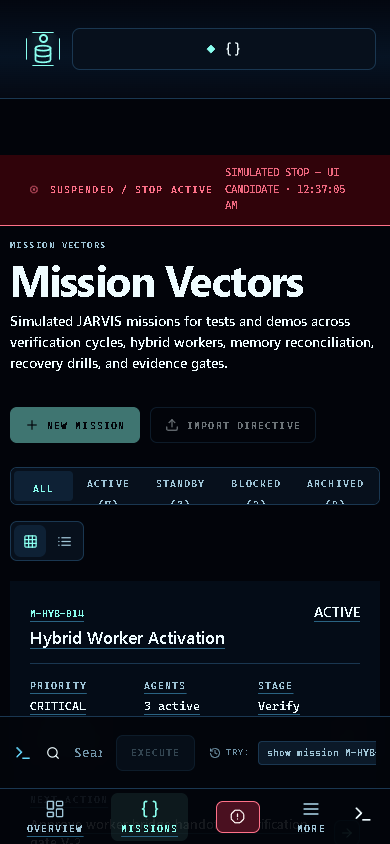 ◆ {}
SUSPENDED / STOP ACTIVE
SIMULATED STOP — UI
CANDIDATE · 12:37:05
AM
MISSION VECTORS
Mission Vectors
Simulated JARVIS missions for tests and demos across
verification cycles, hybrid workers, memory reconciliation,
recovery drills, and evidence gates.
+ NEW MISSION
IMPORT DIRECTIVE
ALL
ACTIVE
STANDBY
BLOCKED
ARCHIVED
M-HYB-014
ACTIVE
Hybrid Worker Activation
PRIORITY
AGENTS
STAGE
CRITICAL
3 active
Verify
Sear
EXECUTE
TRY:
show mission M-HYB
NEXT ACTION
OVERVIEW
{}
MISSIONS
MORE